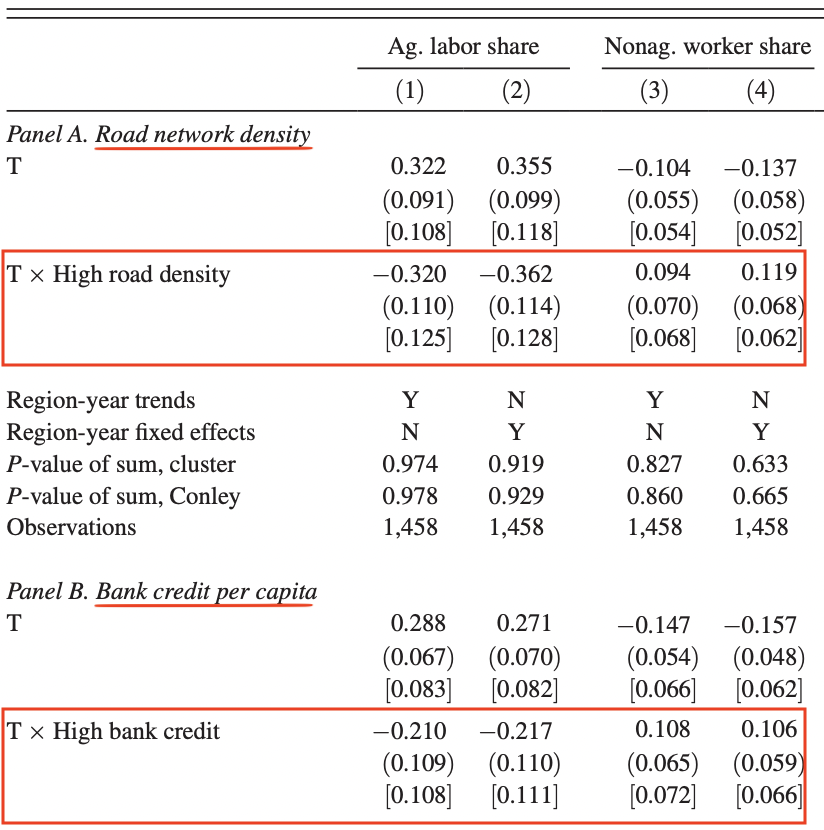 Ag. labor share Nonag. worker share
(1) (2) (3) (4)
Panel A. Road network density
T 0.322 0.355 −0.104 −0.137
(0.091) (0.099) (0.055) (0.058)
[0.108] [0.118] [0.054] [0.052]
T × High road density −0.320 −0.362 0.094 0.119
(0.110) (0.114) (0.070) (0.068)
[0.125] [0.128] [0.068] [0.062]
Region-year trends Y N Y N
Region-year fixed effects N Y N Y
P-value of sum, cluster 0.974 0.919 0.827 0.633
P-value of sum, Conley 0.978 0.929 0.860 0.665
Observations 1,458 1,458 1,458 1,458
Panel B. Bank credit per capita
T 0.288 0.271 −0.147 −0.157
(0.067) (0.070) (0.054) (0.048)
[0.083] [0.082] [0.066] [0.062]
T × High bank credit −0.210 −0.217 0.108 0.106
(0.109) (0.110) (0.065) (0.059)
[0.108] [0.111] [0.072] [0.066]